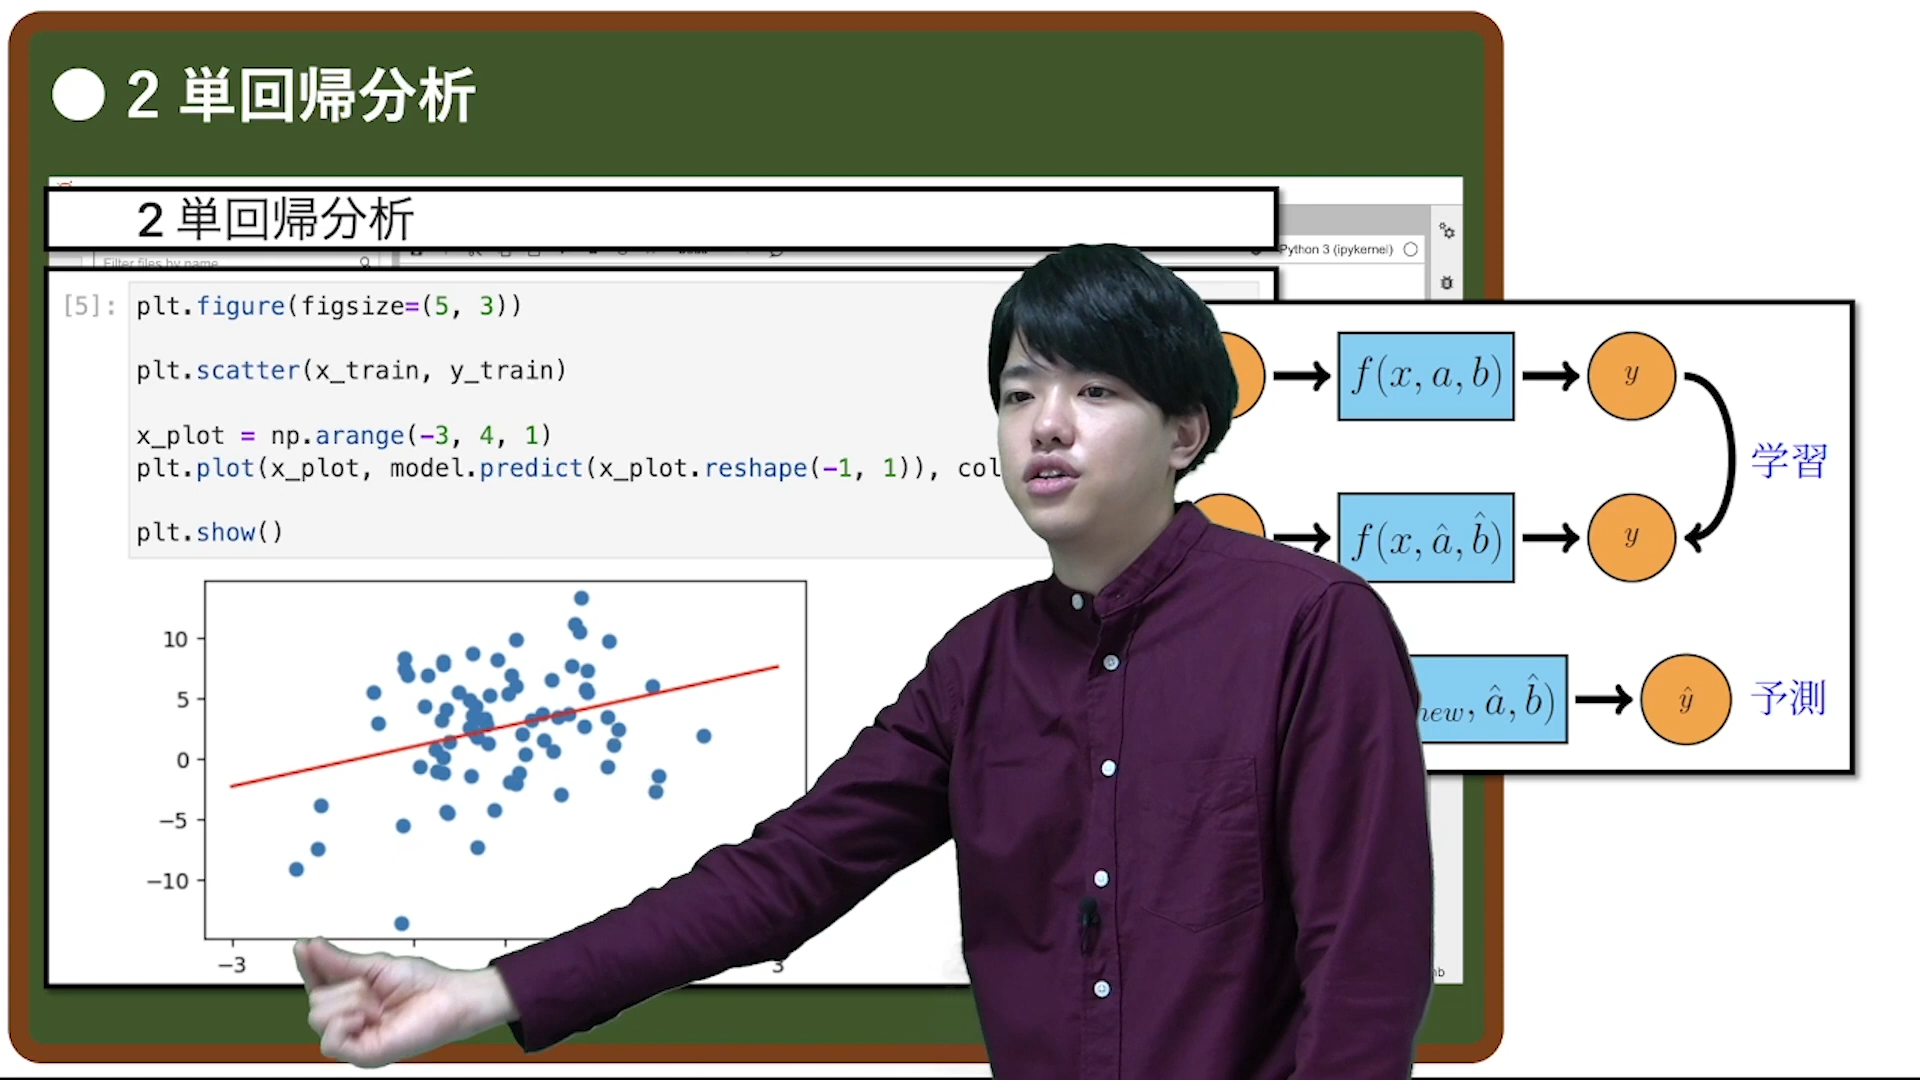 2 単回帰分析
2 単回帰分析
Filter files by name
Python 3 (ipykernel)
[5]:
plt.figure(figsize=(5, 3))
plt.scatter(x_train, y_train)
x_plot = np.arange(-3, 4, 1)
plt.plot(x_plot, model.predict(x_plot.reshape(-1, 1)), col
plt.show()
10
5
0
-5
-10
-3
3
f(x, a, b)
y
学習
f(x, â, b̂)
y
new, â, b̂)
ŷ
予測